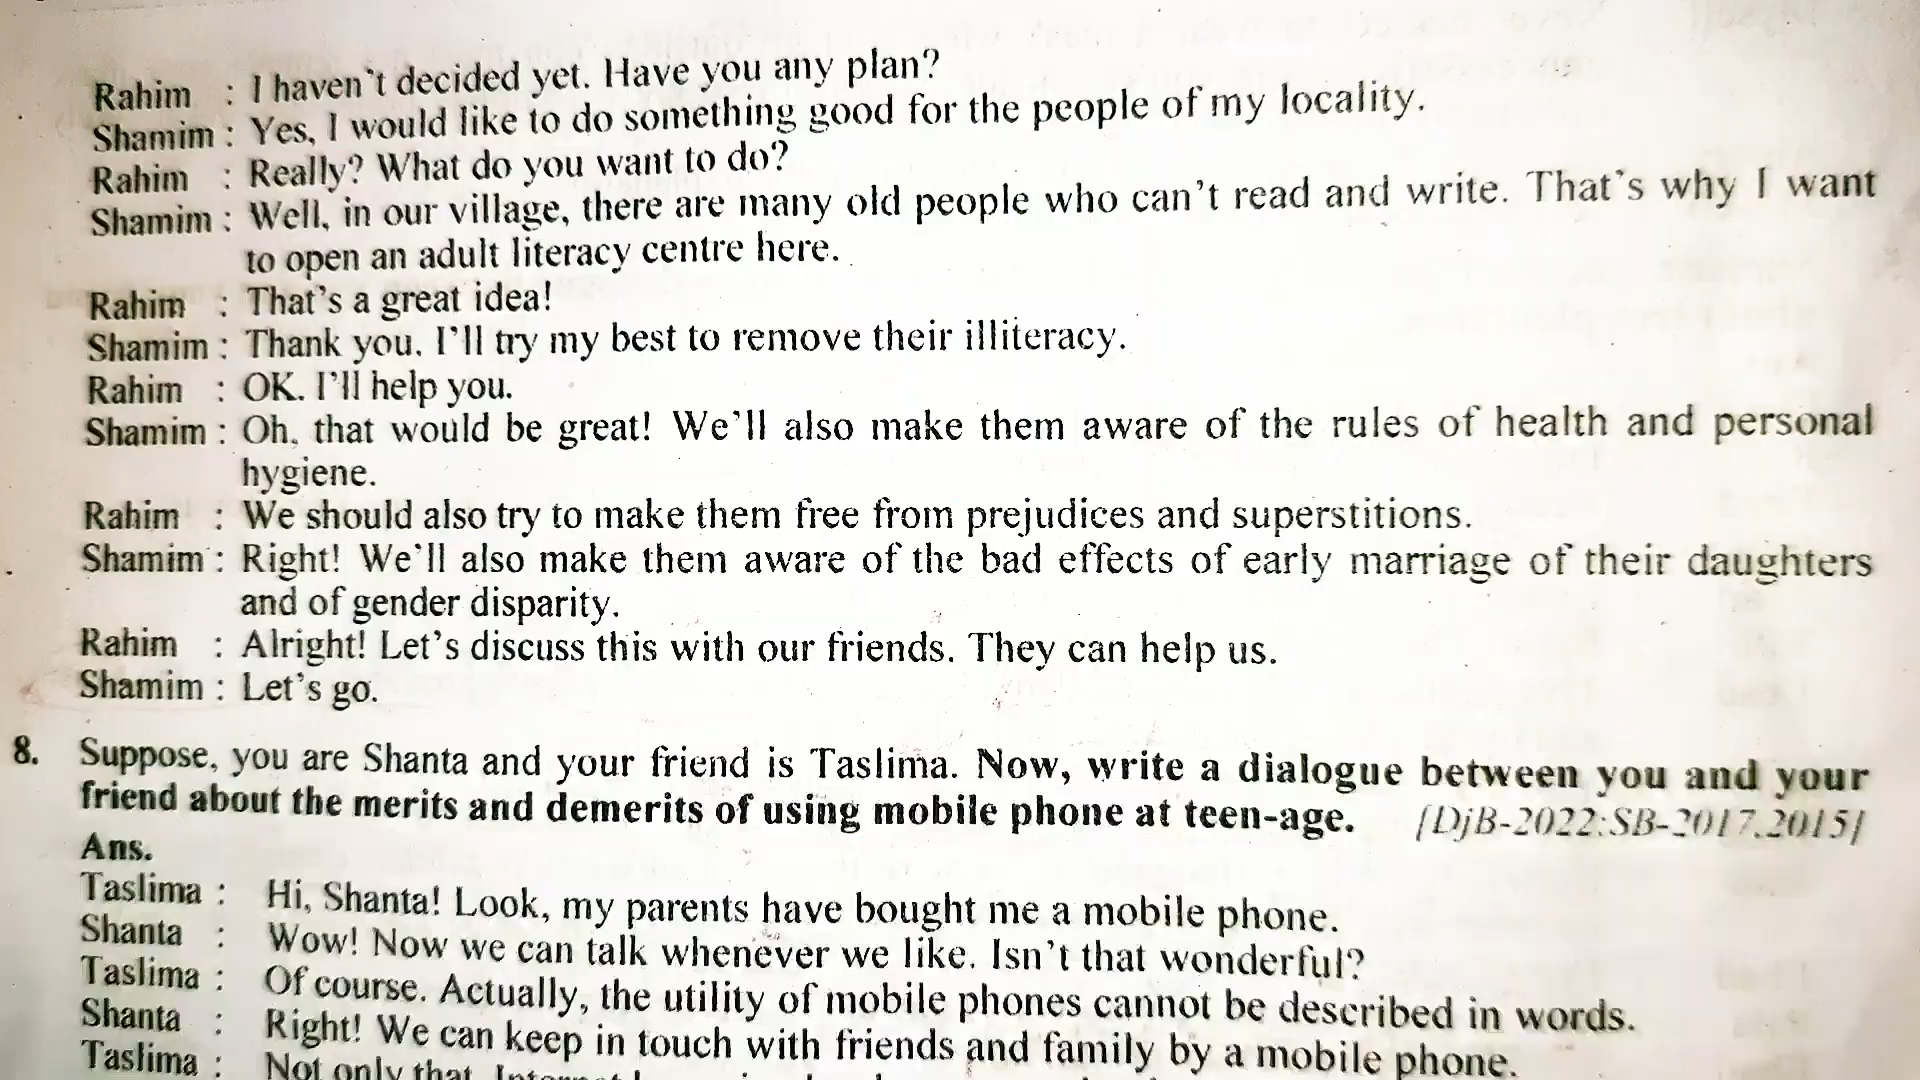 Rahim : I haven't decided yet. Have you any plan?
Shamim : Yes, I would like to do something good for the people of my locality.
Rahim : Really? What do you want to do?
Shamim : Well, in our village, there are many old people who can't read and write. That's why I want
to open an adult literacy centre here.
Rahim : That's a great idea!
Shamim : Thank you. I'll try my best to remove their illiteracy.
Rahim : OK. I'll help you.
Shamim : Oh, that would be great! We'll also make them aware of the rules of health and personal
hygiene.
Rahim : We should also try to make them free from prejudices and superstitions.
Shamim : Right! We'll also make them aware of the bad effects of early marriage of their daughters
and of gender disparity.
Rahim : Alright! Let's discuss this with our friends. They can help us.
Shamim : Let's go.
8. Suppose, you are Shanta and your friend is Taslima. Now, write a dialogue between you and your
friend about the merits and demerits of using mobile phone at teen-age. [DjB-2022:SB-2017,2015]
Ans.
Taslima : Hi, Shanta! Look, my parents have bought me a mobile phone.
Shanta : Wow! Now we can talk whenever we like. Isn't that wonderful?
Taslima : Of course. Actually, the utility of mobile phones cannot be described in words.
Shanta : Right! We can keep in touch with friends and family by a mobile phone.
Taslima : Not only that. Internet